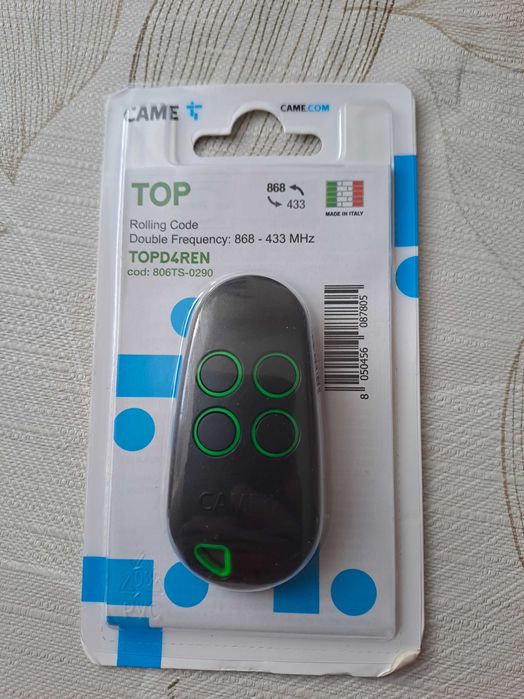 CAME
CAME.COM
TOP
868
433
MADE IN ITALY
Rolling Code
Double Frequency: 868 - 433 MHz
TOPD4REN
cod: 806TS-0290
8 050456 087805
CAME
PVC